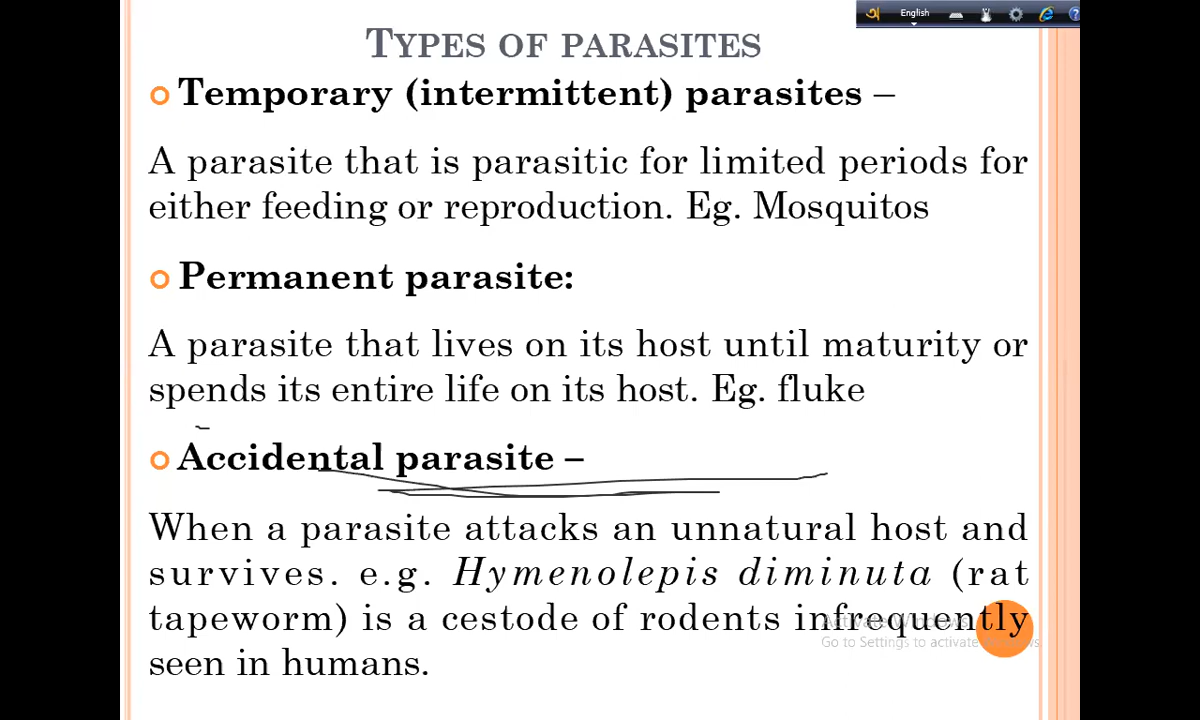 অ English
TYPES OF PARASITES
Temporary (intermittent) parasites –
A parasite that is parasitic for limited periods for
either feeding or reproduction. Eg. Mosquitos
Permanent parasite:
A parasite that lives on its host until maturity or
spends its entire life on its host. Eg. fluke
Accidental parasite –
When a parasite attacks an unnatural host and
survives. e.g. Hymenolepis diminuta (rat
tapeworm) is a cestode of rodents infrequently
seen in humans.
Activate Windows
Go to Settings to activate Windows